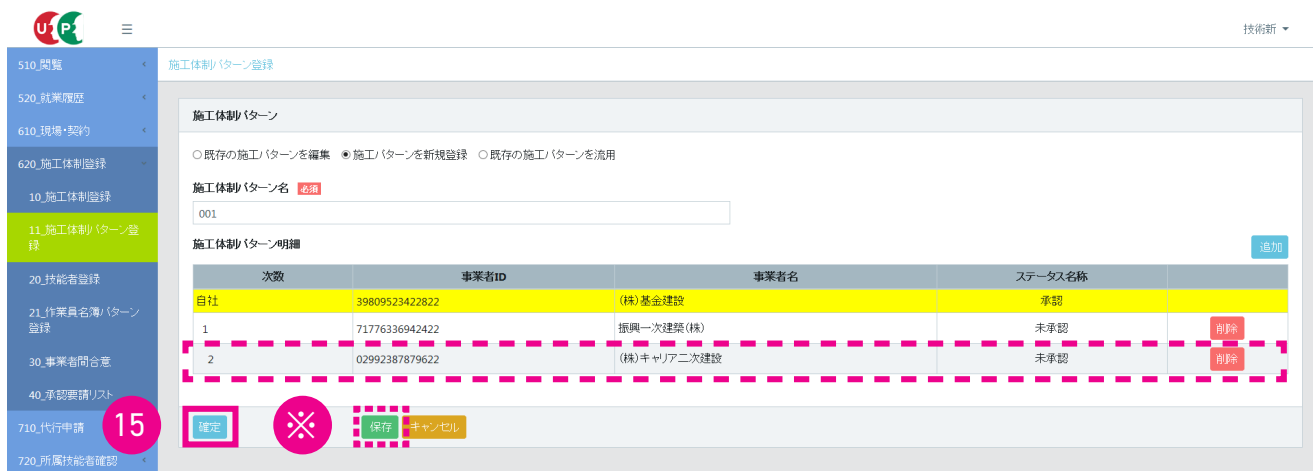 UP
技術新
510_閲覧
施工体制パターン登録
520_就業履歴
610_現場・契約
620_施工体制登録
10_施工体制登録
11_施工体制パターン登
録
20_技能者登録
21_作業員名簿パターン
登録
30_事業者間合意
40_承認要請リスト
710_代行申請
720_所属技能者確認
施工体制パターン
既存の施工パターンを編集 施工パターンを新規登録 既存の施工パターンを流用
施工体制パターン名 必須
001
施工体制パターン明細 追加
次数 事業者ID 事業者名 ステータス名称
自社 39809523422822 (株)基金建設 承認
1 71776336942422 振興一次建築(株) 未承認 削除
2 02992387879622 (株)キャリア二次建設 未承認 削除
15 確定 ※ 保存 キャンセル